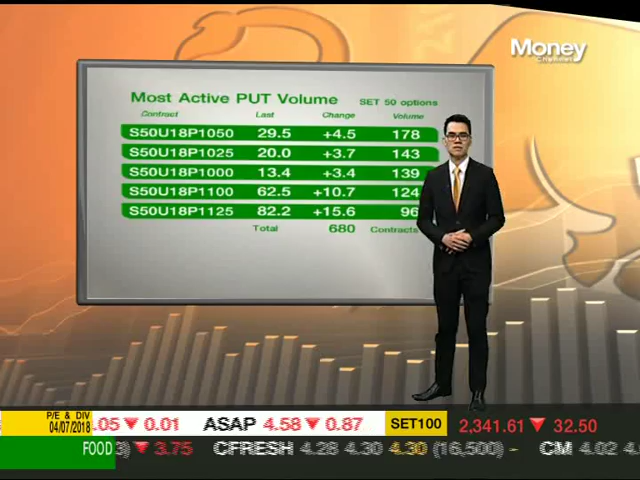 Money
Channel
Most Active PUT Volume SET 50 options
Contract Last Change Volume
S50U18P1050 29.5 +4.5 178
S50U18P1025 20.0 +3.7 143
S50U18P1000 13.4 +3.4 139
S50U18P1100 62.5 +10.7 124
S50U18P1125 82.2 +15.6 96
Total 680 Contracts
P/E & DIV
04/07/2018
.05 ▼ 0.01 ASAP 4.58 ▼ 0.87 SET100 2,341.61 ▼ 32.50
FOOD 3) ▼ 3.75 CFRESH 4.28 4.30 4.30 (16,500) - CM 4.02 4.